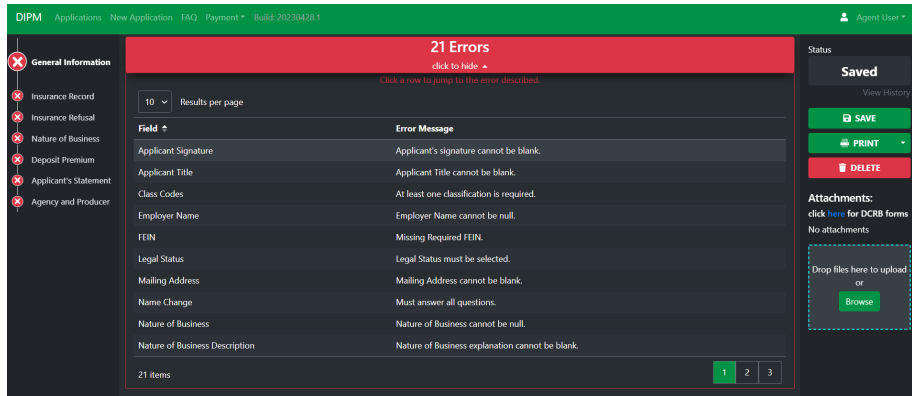 DIPM Applications New Application FAQ Payment Build: 20230428.1 Agent User
General Information
Insurance Record
Insurance Refusal
Nature of Business
Deposit Premium
Applicant's Statement
Agency and Producer
21 Errors
click to hide
Click a row to jump to the error described.
10 Results per page
Field Error Message
Applicant Signature Applicant's signature cannot be blank.
Applicant Title Applicant Title cannot be blank.
Class Codes At least one classification is required.
Employer Name Employer Name cannot be null.
FEIN Missing Required FEIN.
Legal Status Legal Status must be selected.
Mailing Address Mailing Address cannot be blank.
Name Change Must answer all questions.
Nature of Business Nature of Business cannot be null.
Nature of Business Description Nature of Business explanation cannot be blank.
21 items 1 2 3
Status
Saved
View History
SAVE
PRINT
DELETE
Attachments:
click here for DCRB forms
No attachments
Drop files here to upload
or
Browse